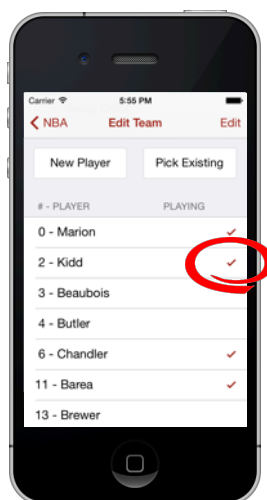 Carrier 5:55 PM
NBA Edit Team Edit
New Player Pick Existing
# - PLAYER PLAYING
0 - Marion
2 - Kidd
3 - Beaubois
4 - Butler
6 - Chandler
11 - Barea
13 - Brewer